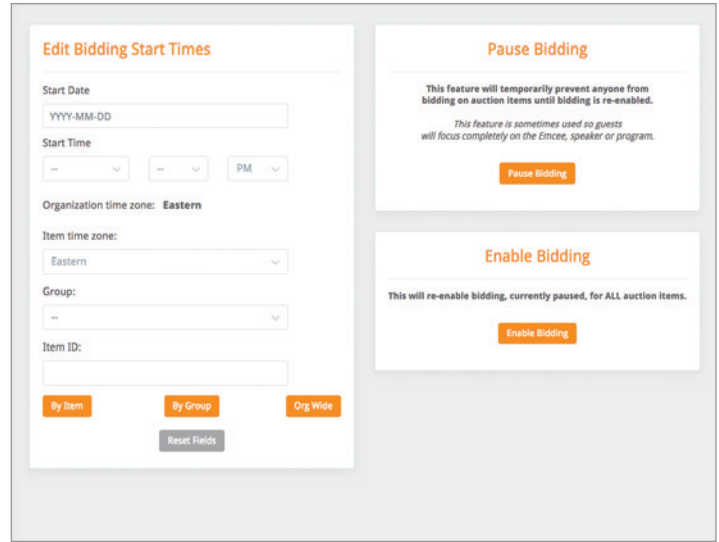 Edit Bidding Start Times
Start Date
YYYY-MM-DD
Start Time
--
--
PM
Organization time zone: Eastern
Item time zone:
Eastern
Group:
--
Item ID:
By Item
By Group
Org Wide
Reset Fields
Pause Bidding
This feature will temporarily prevent anyone from
bidding on auction items until bidding is re-enabled.
This feature is sometimes used so guests
will focus completely on the Emcee, speaker or program.
Pause Bidding
Enable Bidding
This will re-enable bidding, currently paused, for ALL auction items.
Enable Bidding